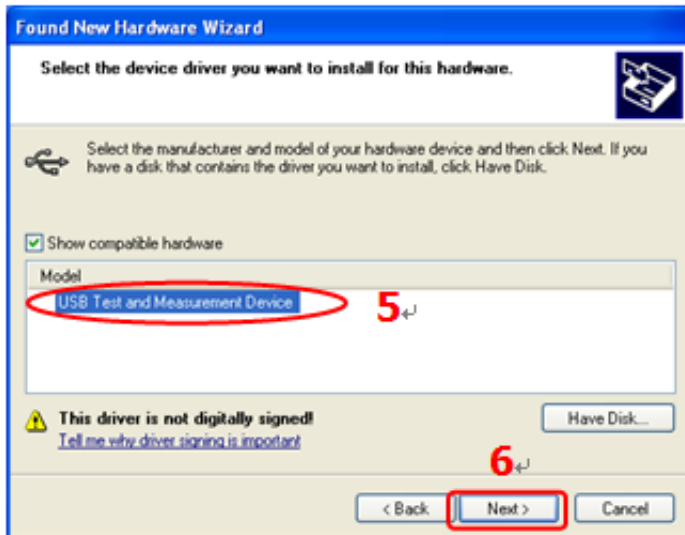 Found New Hardware Wizard
Select the device driver you want to install for this hardware.
Select the manufacturer and model of your hardware device and then click Next. If you
have a disk that contains the driver you want to install, click Have Disk.
Show compatible hardware
Model
USB Test and Measurement Device
5↵
This driver is not digitally signed!
Have Disk...
Tell me why driver signing is important
6↵
< Back
Next >
Cancel